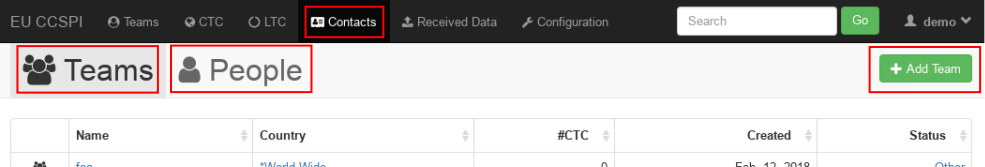 EU CCSPI Teams CTC LTC Contacts Received Data Configuration Search Go demo
Teams People Add Team
Name Country #CTC Created Status
foo *World Wide 0 Feb. 12, 2018 Other